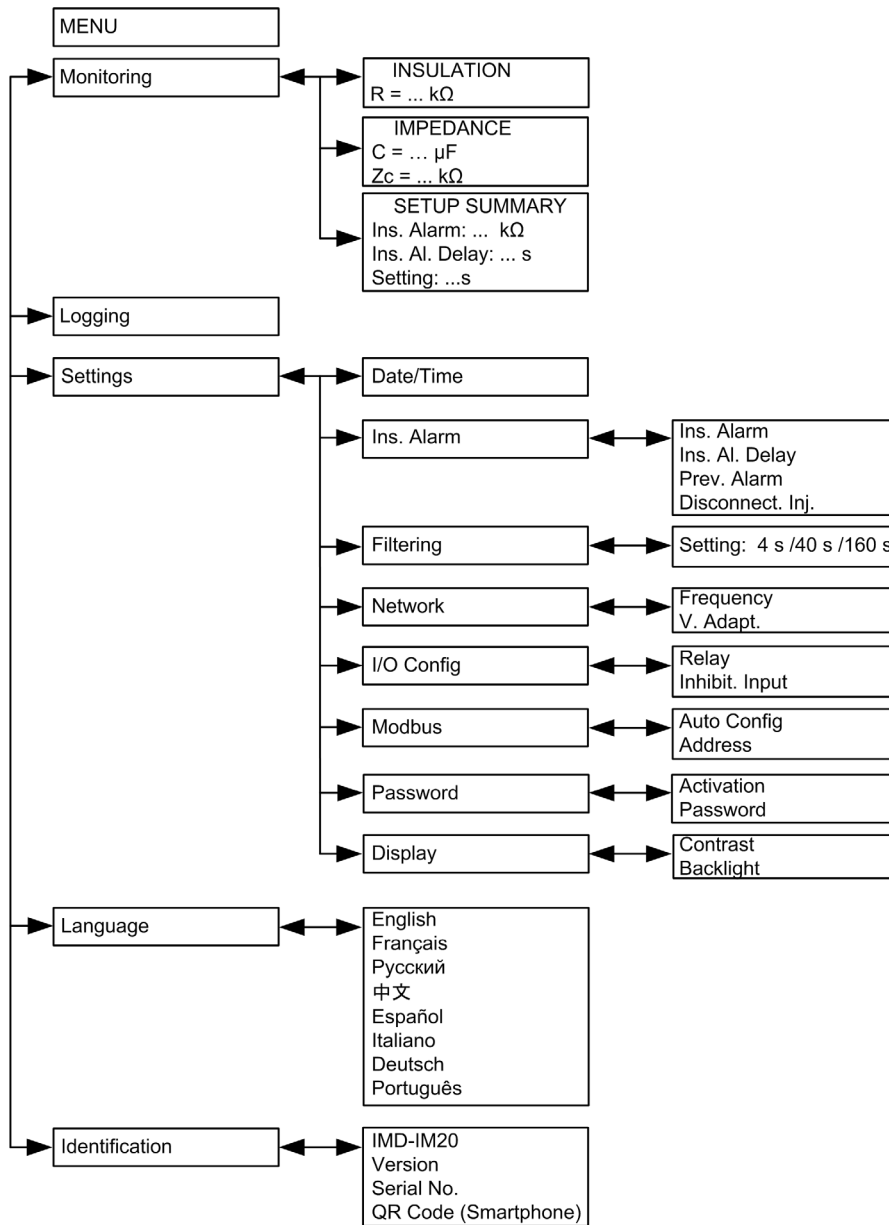 MENU
Monitoring
INSULATION
R = ... kΩ
IMPEDANCE
C = ... µF
Zc = ... kΩ
SETUP SUMMARY
Ins. Alarm: ... kΩ
Ins. Al. Delay: ... s
Setting: ...s
Logging
Settings
Date/Time
Ins. Alarm
Ins. Alarm
Ins. Al. Delay
Prev. Alarm
Disconnect. Inj.
Filtering
Setting: 4 s /40 s /160 s
Network
Frequency
V. Adapt.
I/O Config
Relay
Inhibit. Input
Modbus
Auto Config
Address
Password
Activation
Password
Display
Contrast
Backlight
Language
English
Français
Русский
中文
Español
Italiano
Deutsch
Português
Identification
IMD-IM20
Version
Serial No.
QR Code (Smartphone)